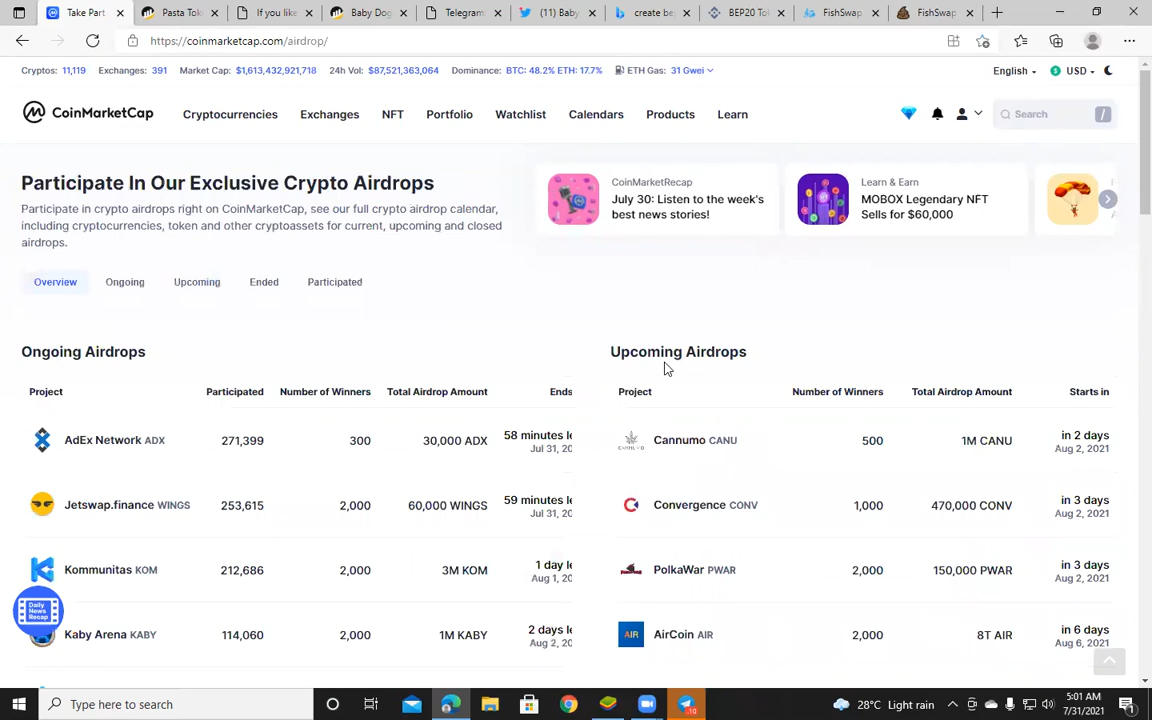 Take Part
Pasta Tok
If you like
Baby Dog
Telegram:
(11) Baby
create be
BEP20 To
FishSwap
FishSwap
https://coinmarketcap.com/airdrop/
Cryptos: 11,119 Exchanges: 391 Market Cap: $1,613,432,921,718 24h Vol: $87,521,363,064 Dominance: BTC: 48.2% ETH: 17.7% ETH Gas: 31 Gwei
English USD
CoinMarketCap
Cryptocurrencies Exchanges NFT Portfolio Watchlist Calendars Products Learn
Search /
Participate In Our Exclusive Crypto Airdrops
Participate in crypto airdrops right on CoinMarketCap, see our full crypto airdrop calendar,
including cryptocurrencies, token and other cryptoassets for current, upcoming and closed
airdrops.
CoinMarketRecap
July 30: Listen to the week's
best news stories!
Learn & Earn
MOBOX Legendary NFT
Sells for $60,000
Overview Ongoing Upcoming Ended Participated
Ongoing Airdrops
Project Participated Number of Winners Total Airdrop Amount Ends
AdEx Network ADX 271,399 300 30,000 ADX 58 minutes le
Jul 31, 20
Jetswap.finance WINGS 253,615 2,000 60,000 WINGS 59 minutes le
Jul 31, 20
Kommunitas KOM 212,686 2,000 3M KOM 1 day le
Aug 1, 20
Daily
News
Recap
Kaby Arena KABY 114,060 2,000 1M KABY 2 days le
Aug 2, 20
Upcoming Airdrops
Project Number of Winners Total Airdrop Amount Starts in
Cannumo CANU 500 1M CANU in 2 days
Aug 2, 2021
Convergence CONV 1,000 470,000 CONV in 3 days
Aug 2, 2021
PolkaWar PWAR 2,000 150,000 PWAR in 3 days
Aug 2, 2021
AIR
AirCoin AIR 2,000 8T AIR in 6 days
Aug 6, 2021
Type here to search
10
28°C Light rain
5:01 AM
7/31/2021
1